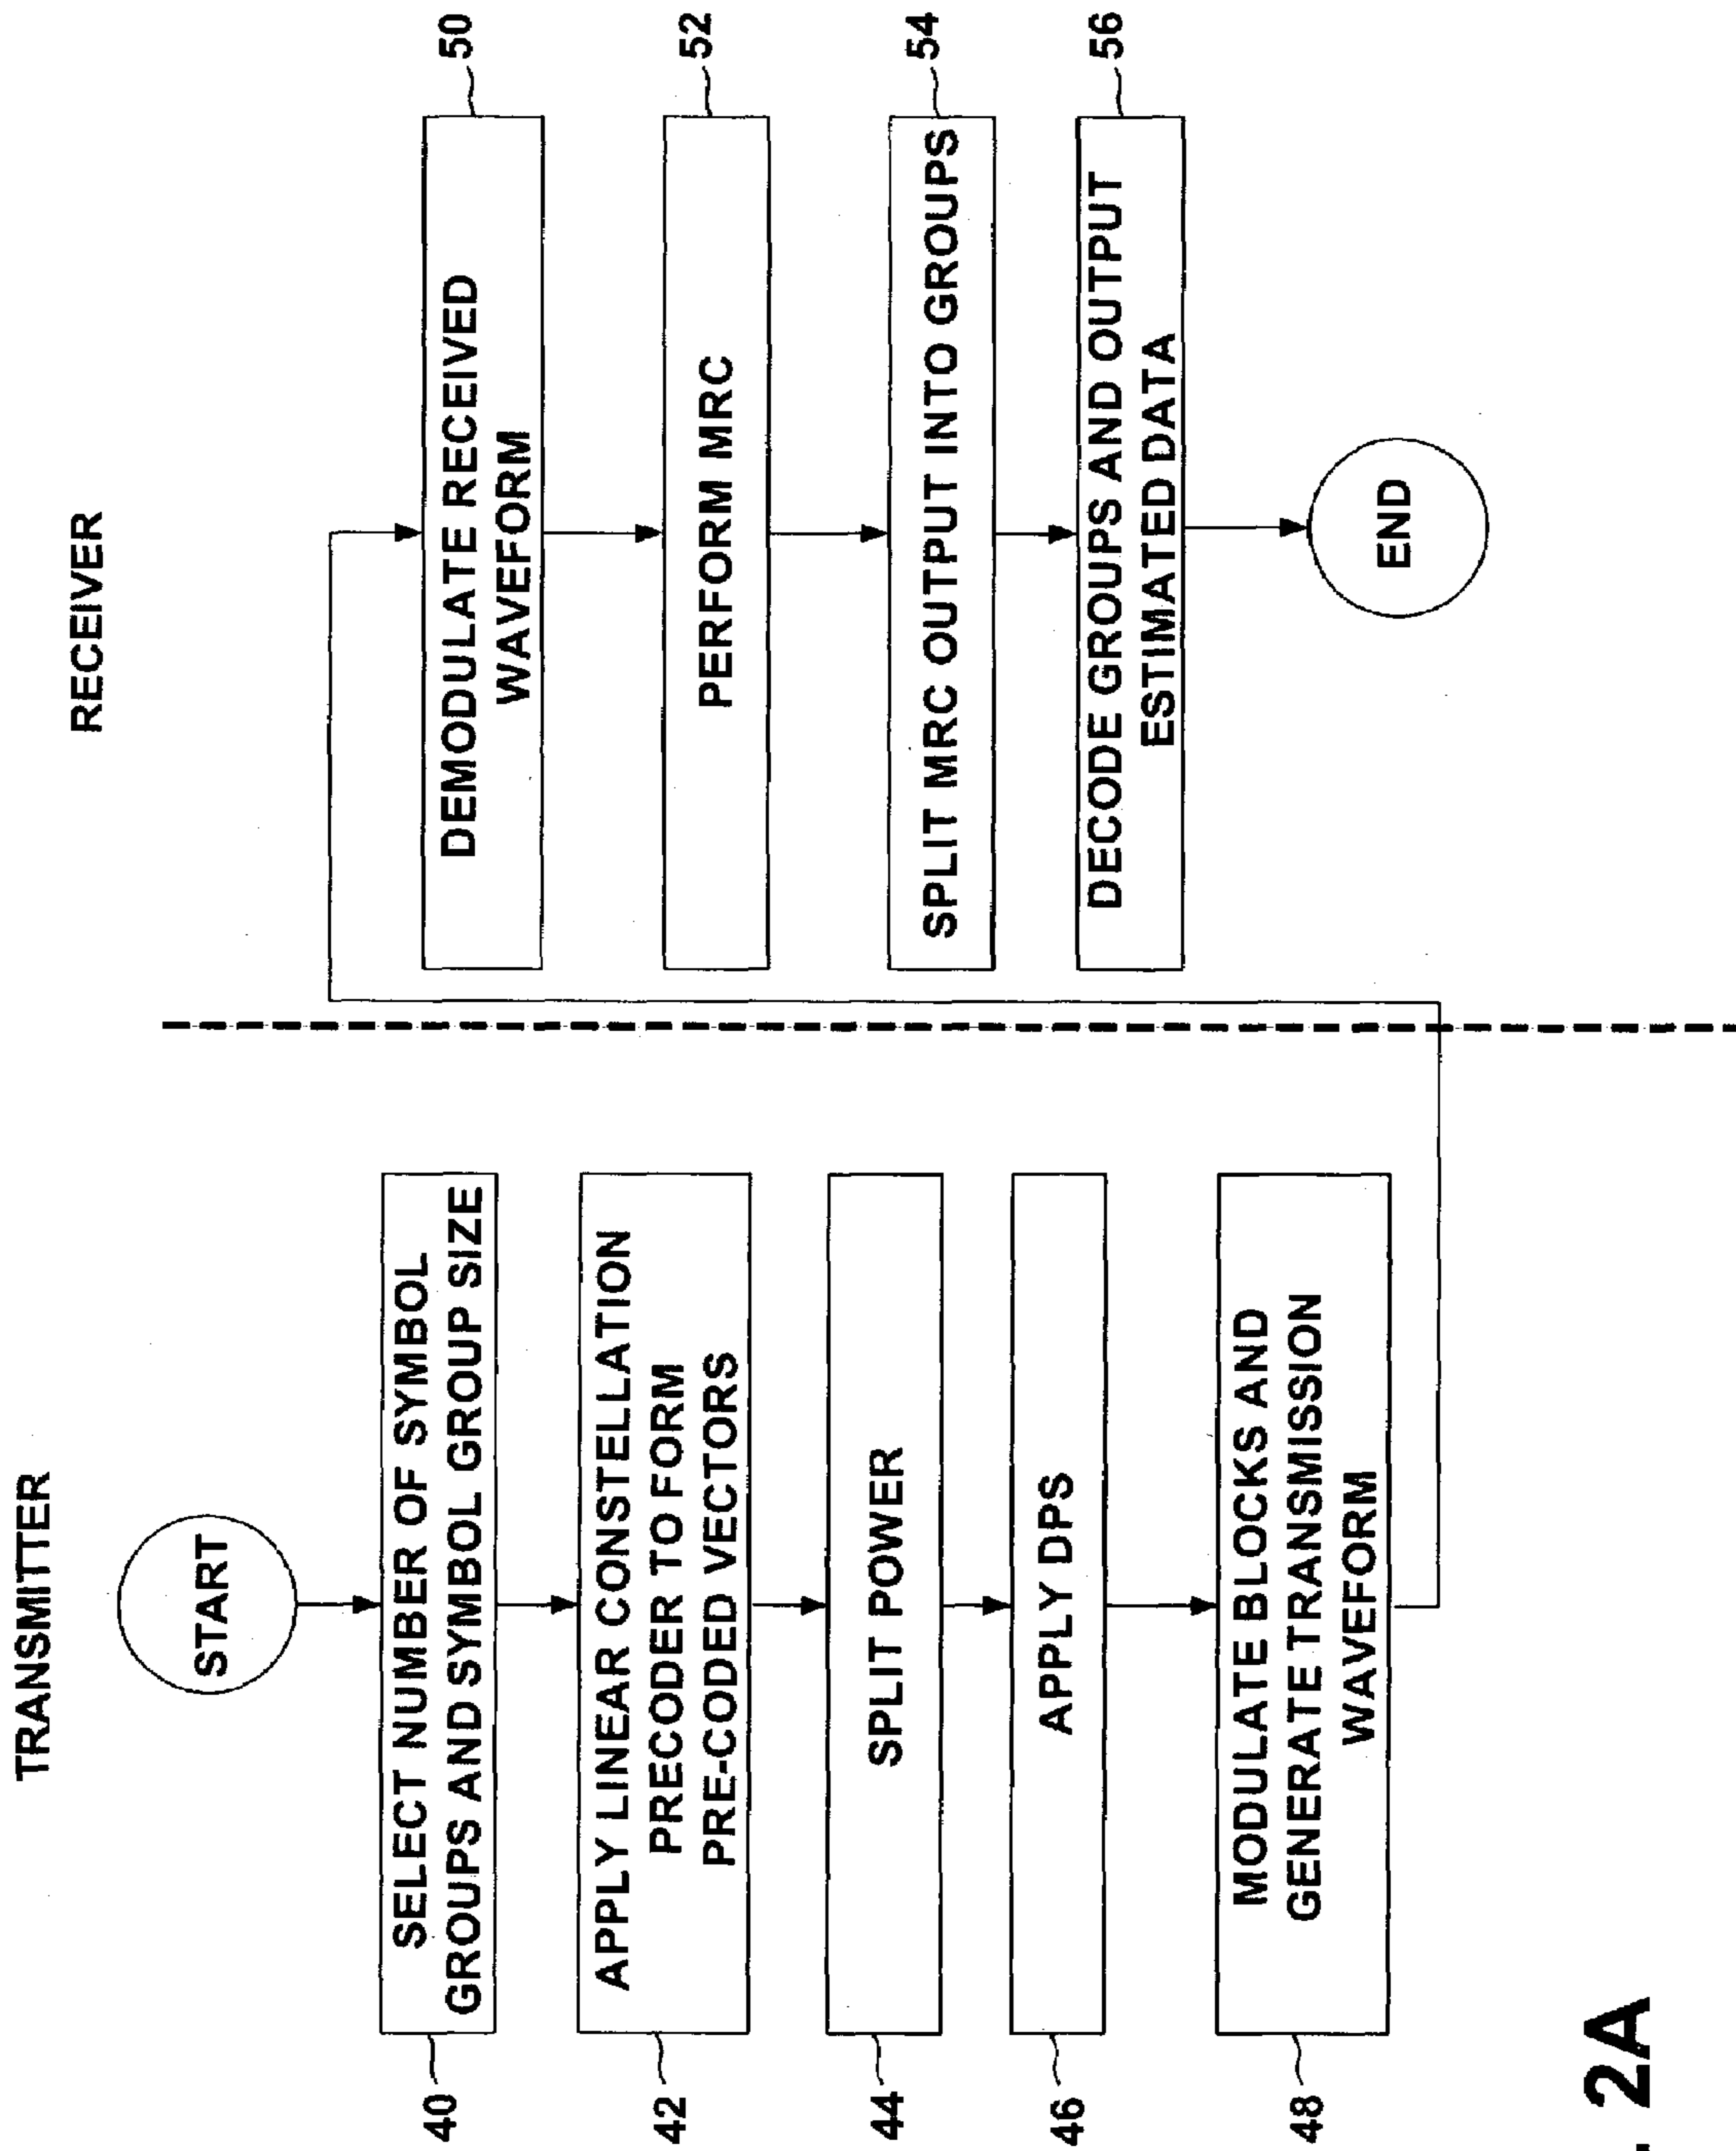 TRANSMITTER
START
40
SELECT NUMBER OF SYMBOL
GROUPS AND SYMBOL GROUP SIZE
42
APPLY LINEAR CONSTELLATION
PRECODER TO FORM
PRE-CODED VECTORS
44
SPLIT POWER
46
APPLY DPS
48
MODULATE BLOCKS AND
GENERATE TRANSMISSION
WAVEFORM
RECEIVER
DEMODULATE RECEIVED
WAVEFORM
50
PERFORM MRC
52
SPLIT MRC OUTPUT INTO GROUPS
54
DECODE GROUPS AND OUTPUT
ESTIMATED DATA
56
END
. 2A